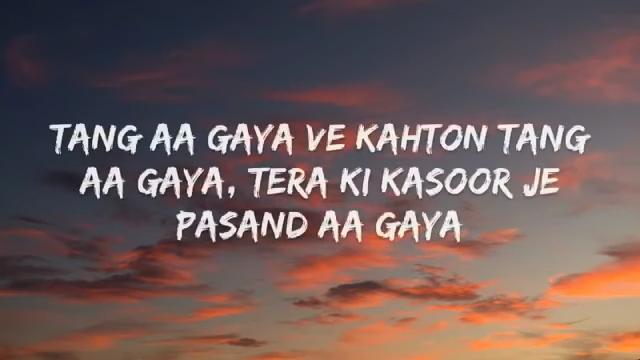 TANG AA GAYA VE KAHTON TANG
AA GAYA, TERA KI KASOOR JE
PASAND AA GAYA